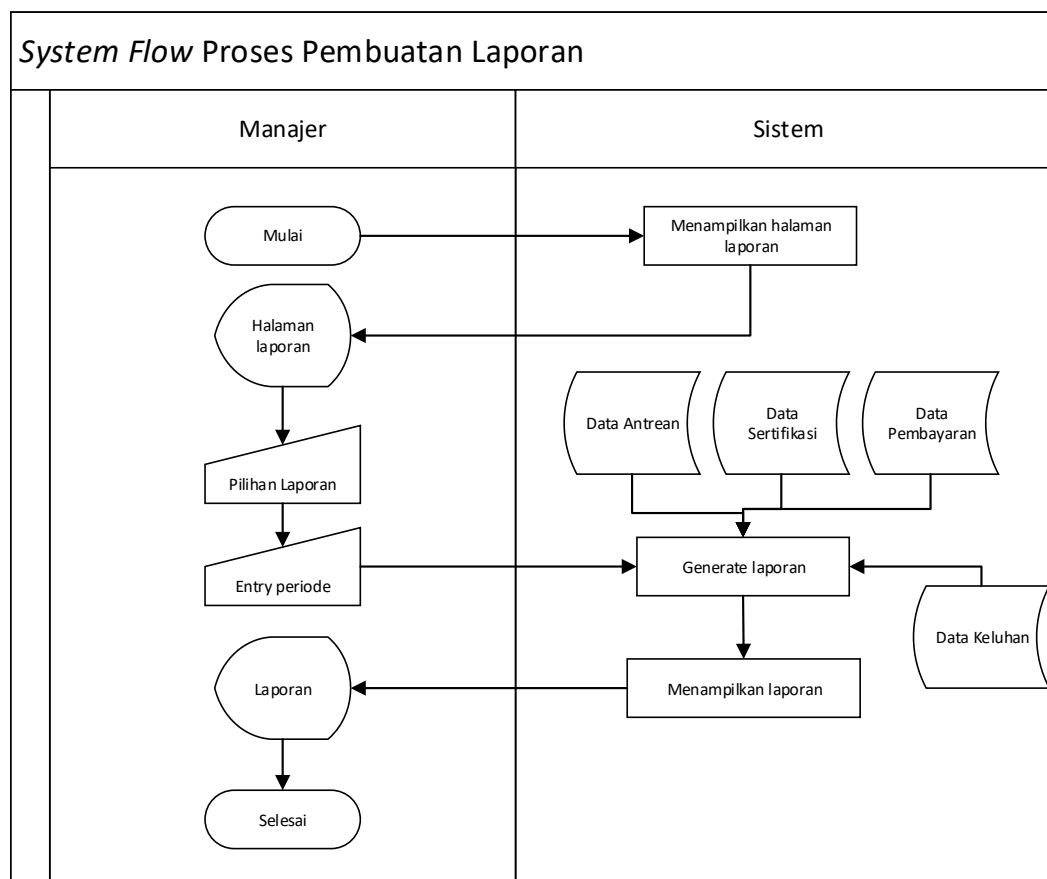 System Flow Proses Pembuatan Laporan
Manajer
Sistem
Mulai
Menampilkan halaman
laporan
Halaman
laporan
Data Antrean
Data
Sertifikasi
Data
Pembayaran
Pilihan Laporan
Entry periode
Generate laporan
Data Keluhan
Laporan
Menampilkan laporan
Selesai